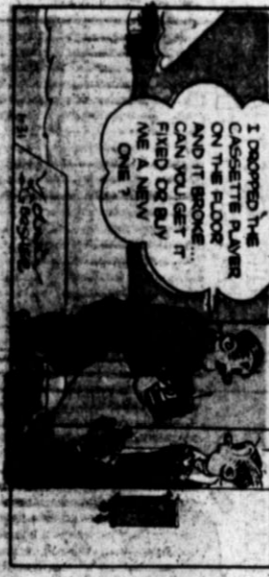 I DROPPED THE
CASSETTE PLAYER
ON THE FLOOR
AND IT BROKE...
CAN YOU GET IT
FIXED OR BUY
ME A NEW
ONE?